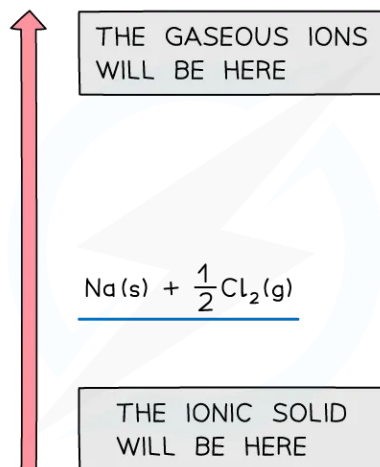 THE GASEOUS IONS
WILL BE HERE
Na(s) + 1/2 Cl₂(g)
THE IONIC SOLID
WILL BE HERE